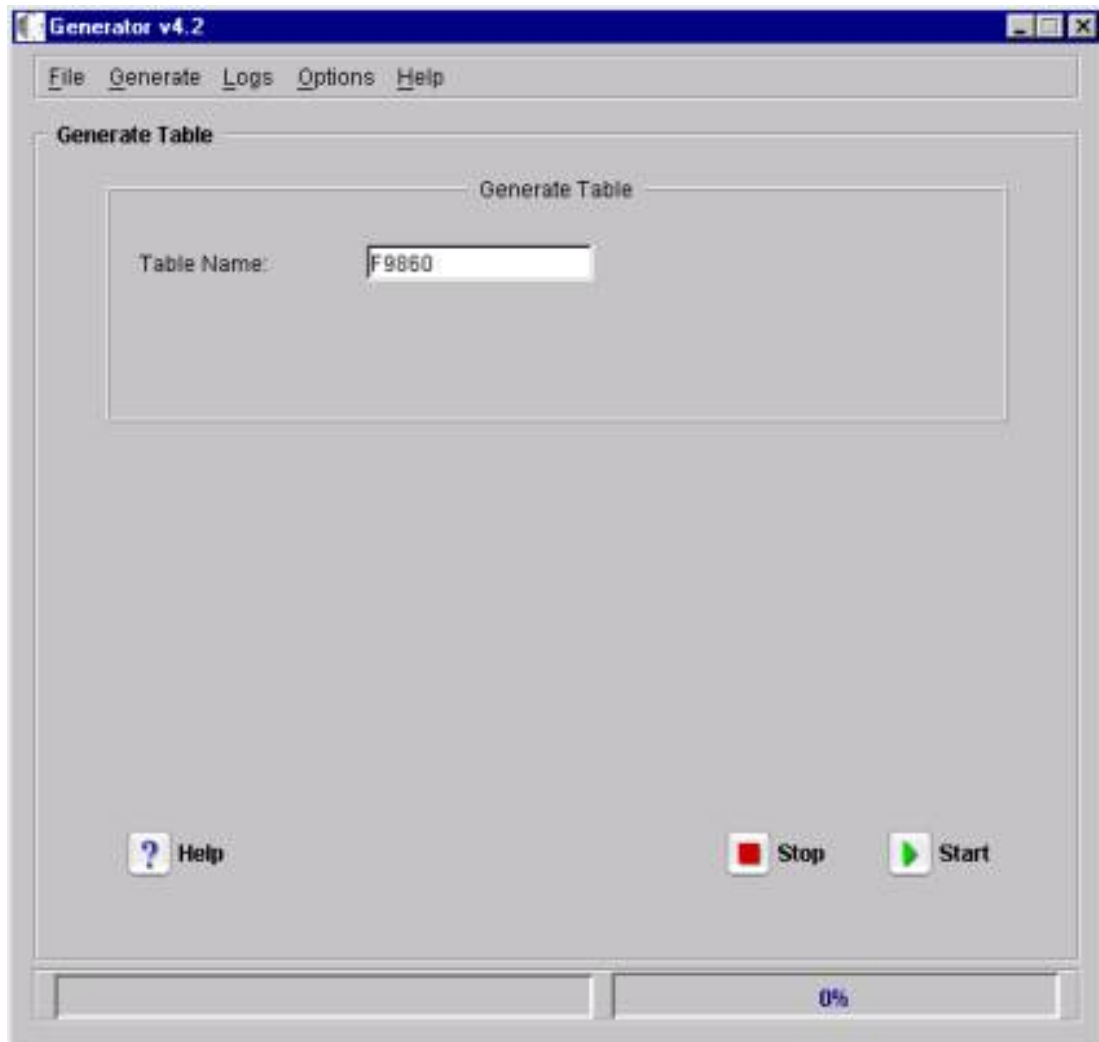 Generator v4.2
File Generate Logs Options Help
Generate Table
Generate Table
Table Name: F9860
? Help Stop Start
0%